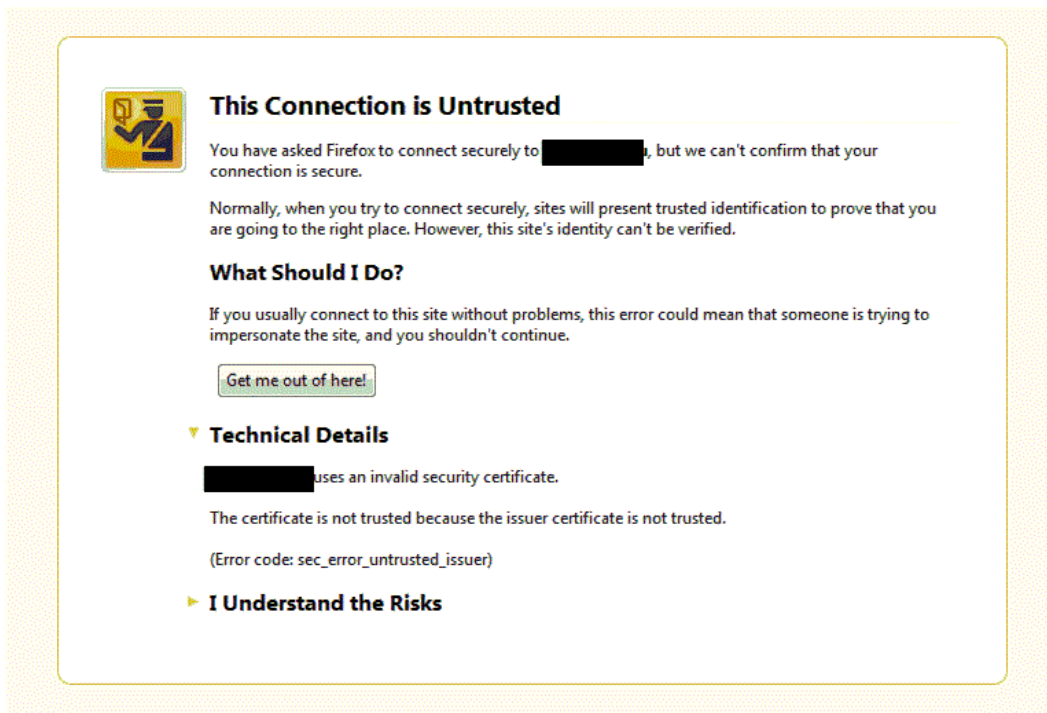 This Connection is Untrusted
You have asked Firefox to connect securely to , but we can't confirm that your
connection is secure.
Normally, when you try to connect securely, sites will present trusted identification to prove that you
are going to the right place. However, this site's identity can't be verified.
What Should I Do?
If you usually connect to this site without problems, this error could mean that someone is trying to
impersonate the site, and you shouldn't continue.
Get me out of here!
Technical Details
uses an invalid security certificate.
The certificate is not trusted because the issuer certificate is not trusted.
(Error code: sec_error_untrusted_issuer)
I Understand the Risks